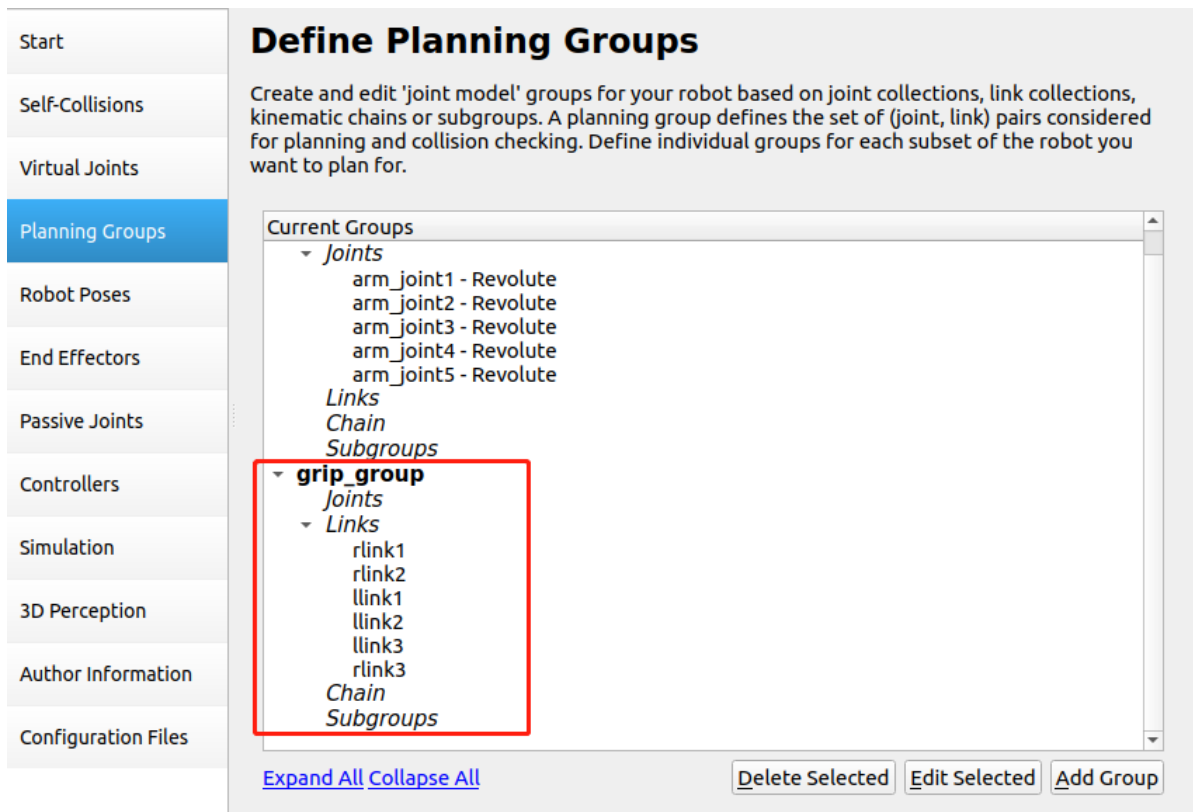 Start
Self-Collisions
Virtual Joints
Planning Groups
Robot Poses
End Effectors
Passive Joints
Controllers
Simulation
3D Perception
Author Information
Configuration Files
Define Planning Groups
Create and edit 'joint model' groups for your robot based on joint collections, link collections,
kinematic chains or subgroups. A planning group defines the set of (joint, link) pairs considered
for planning and collision checking. Define individual groups for each subset of the robot you
want to plan for.
Current Groups
Joints
arm_joint1 - Revolute
arm_joint2 - Revolute
arm_joint3 - Revolute
arm_joint4 - Revolute
arm_joint5 - Revolute
Links
Chain
Subgroups
grip_group
Joints
Links
rlink1
rlink2
llink1
llink2
llink3
rlink3
Chain
Subgroups
Expand All Collapse All
Delete Selected
Edit Selected
Add Group